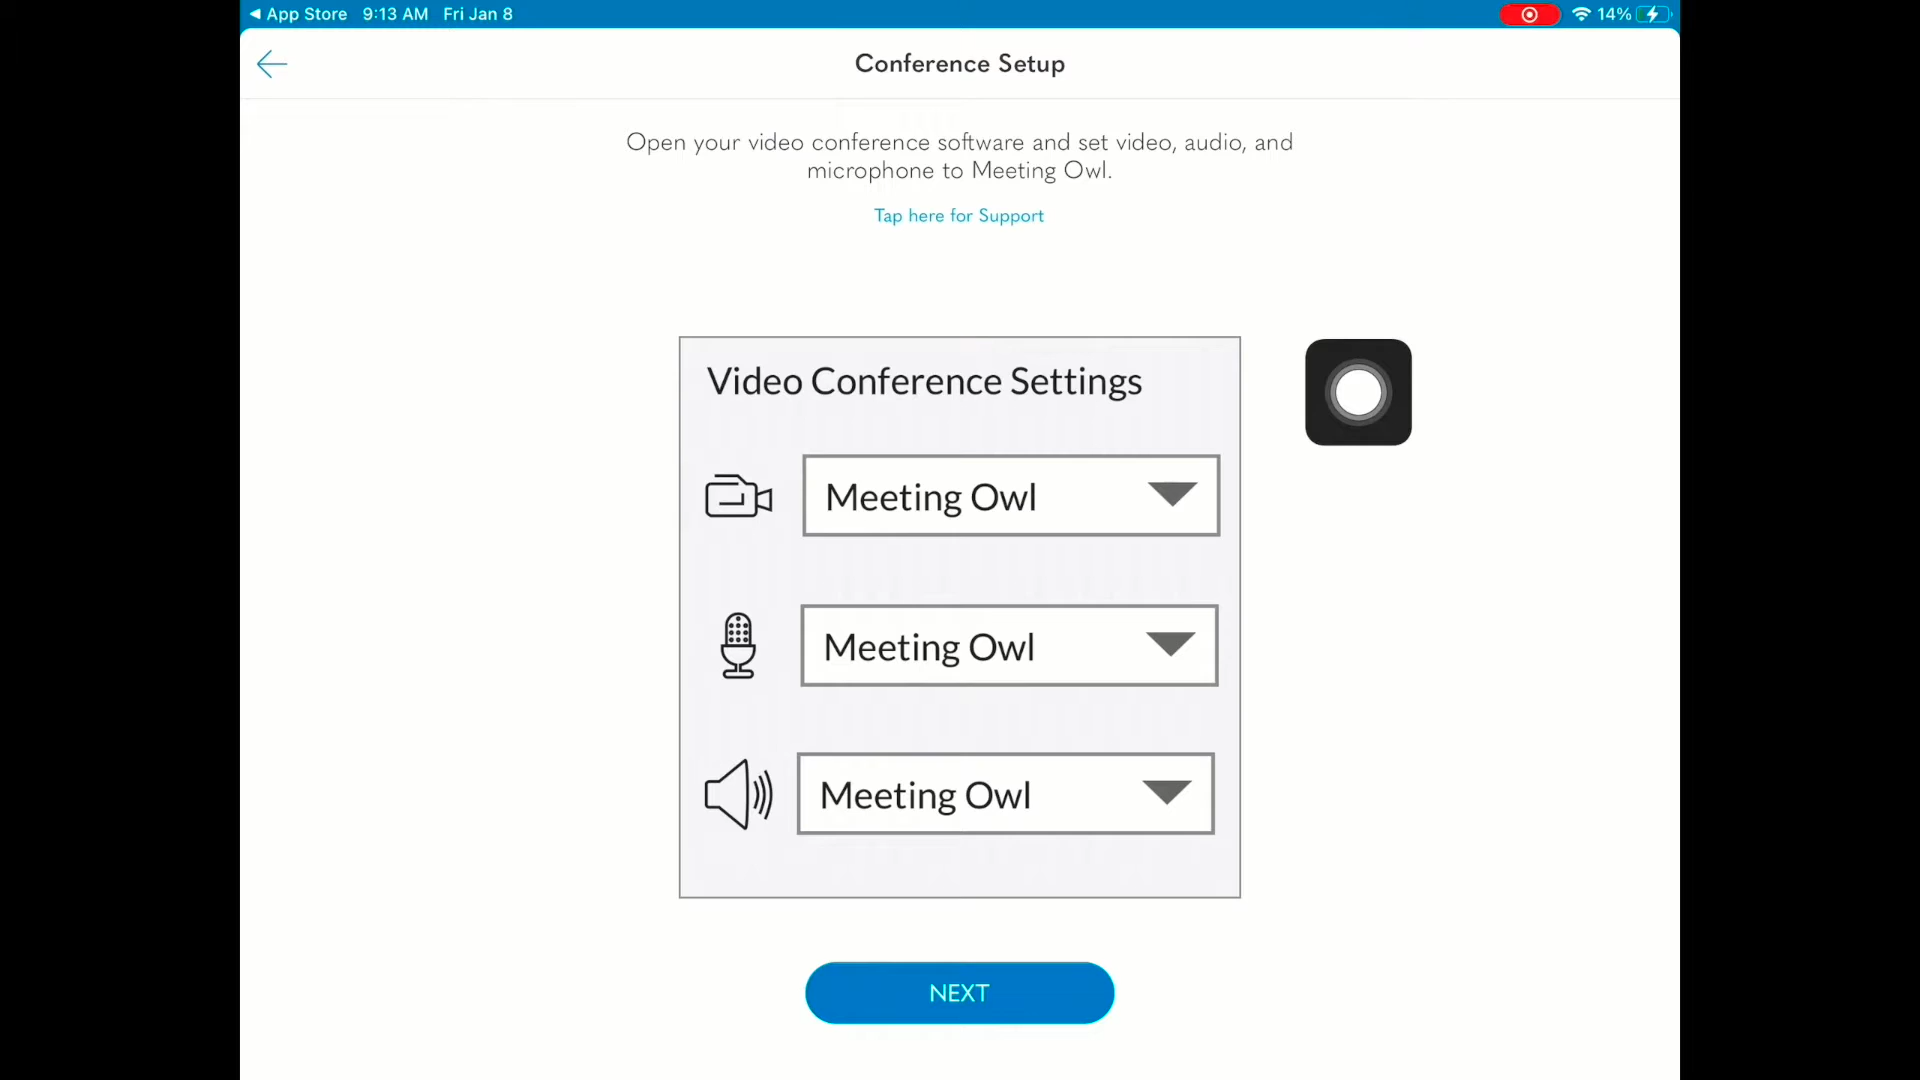 ◀ App Store 9:13 AM Fri Jan 8 14%
Conference Setup
Open your video conference software and set video, audio, and
microphone to Meeting Owl.
Tap here for Support
Video Conference Settings
Meeting Owl
Meeting Owl
Meeting Owl
NEXT